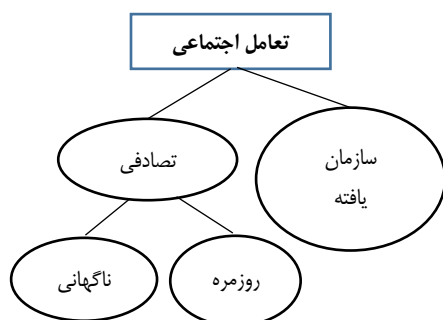 تعامل اجتماعی
تصادفی
سازمان
یافته
ناگهانی
روزمره